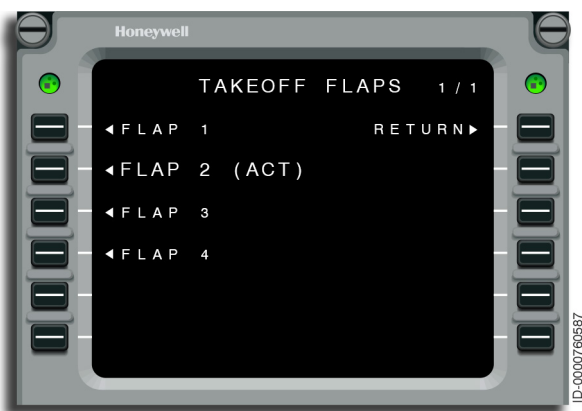 Honeywell
TAKEOFF FLAPS 1 / 1
◀FLAP 1 RETURN▶
◀FLAP 2 (ACT)
◀FLAP 3
◀FLAP 4
ID-0000760587